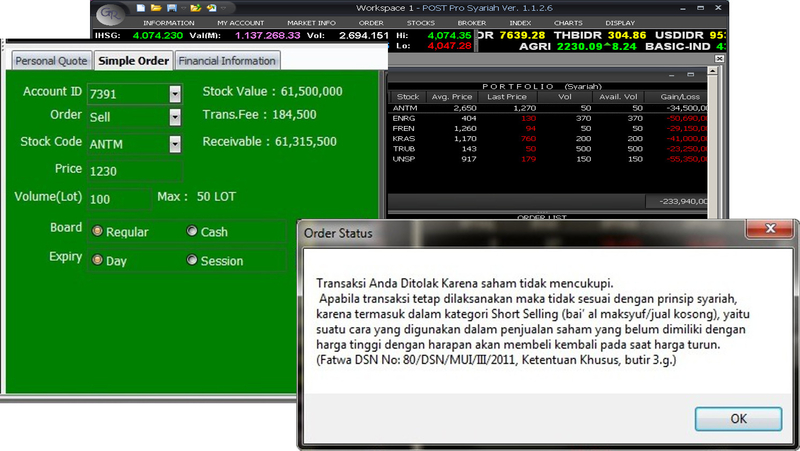 Workspace 1 - POST Pro Syariah Ver. 1.1.2.6
INFORMATION MY ACCOUNT MARKET INFO ORDER STOCKS BROKER INDEX CHARTS DISPLAY
IHSG: 4,074.230 Val(M): 1,137,268.33 Vol: 2,694,151 Hi: 4,074.35 DR 7639.28 THBIDR 304.86 USDIDR 953
Lo: 4,047.28 AGRI 2230.09^8.24 BASIC-IND 43
Personal Quote Simple Order Financial Information
Account ID 7391 Stock Value : 61,500,000
Order Sell Trans.Fee : 184,500
Stock Code ANTM Receivable : 61,315,500
Price 1230
Volume(Lot) 100 Max : 50 LOT
Board Regular Cash
Expiry Day Session
PORTFOLIO (Syariah)
Stock Avg. Price Last Price Vol Avail. Vol Gain/Loss
ANTM 2,650 1,270 50 50 -34,500,0
ENRG 404 130 370 370 -50,690,0
FREN 1,260 94 50 50 -29,150,0
KRAS 1,170 760 200 200 -41,000,0
TRUB 143 50 500 500 -23,250,0
UNSP 917 179 150 150 -55,350,0
-233,940,0
ORDER LIST
Order Status
Transaksi Anda Ditolak Karena saham tidak mencukupi.
Apabila transaksi tetap dilaksanakan maka tidak sesuai dengan prinsip syariah,
karena termasuk dalam kategori Short Selling (bai' al maksyuf/jual kosong), yaitu
suatu cara yang digunakan dalam penjualan saham yang belum dimiliki dengan
harga tinggi dengan harapan akan membeli kembali pada saat harga turun.
(Fatwa DSN No: 80/DSN/MUI/III/2011, Ketentuan Khusus, butir 3.g.)
OK